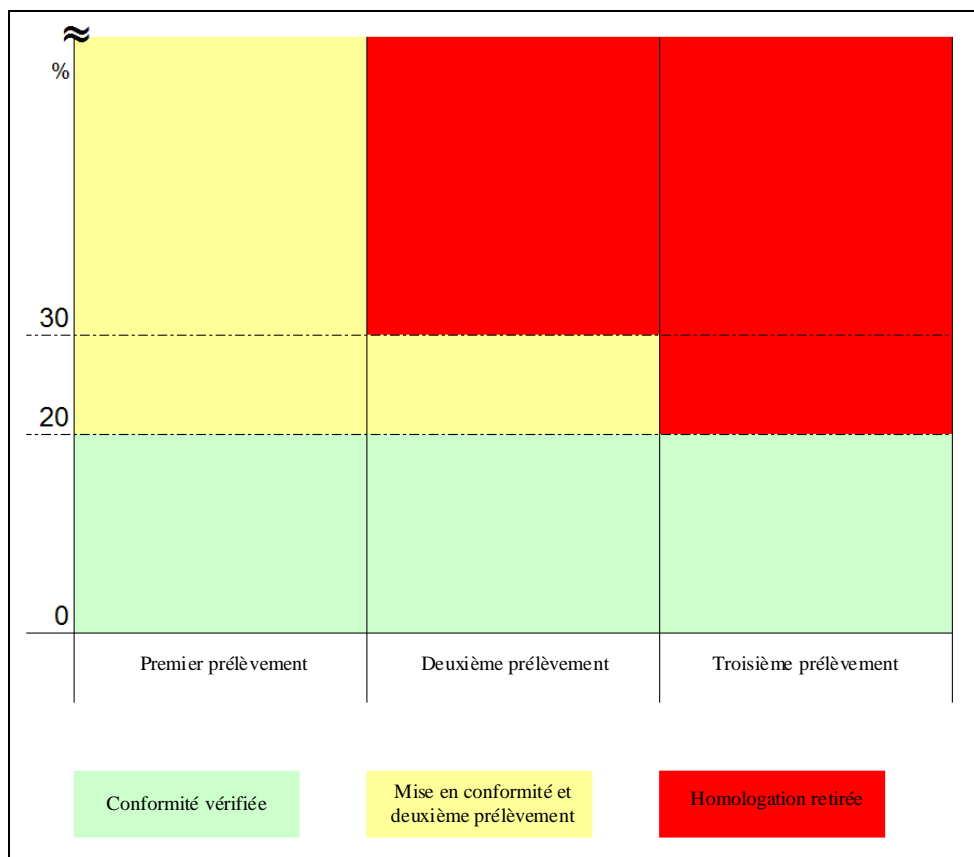 %
30
20
0
Premier prélèvement
Deuxième prélèvement
Troisième prélèvement
Conformité vérifiée
Mise en conformité et
deuxième prélèvement
Homologation retirée